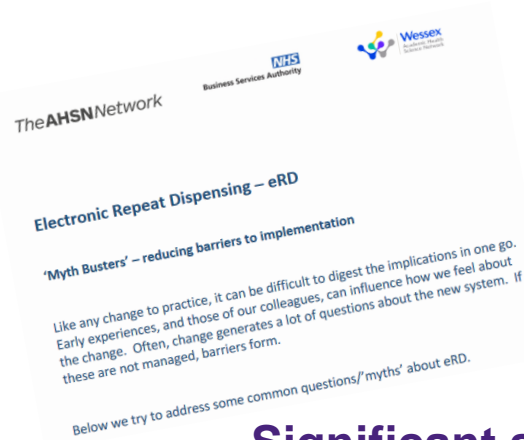 TheAHSNNetwork
NHS
Business Services Authority
Wessex
Academic Health
Science Network
Electronic Repeat Dispensing – eRD
‘Myth Busters’ – reducing barriers to implementation
Like any change to practice, it can be difficult to digest the implications in one go.
Early experiences, and those of our colleagues, can influence how we feel about
the change. Often, change generates a lot of questions about the new system. If
these are not managed, barriers form.
Below we try to address some common questions/’myths’ about eRD.
Significant